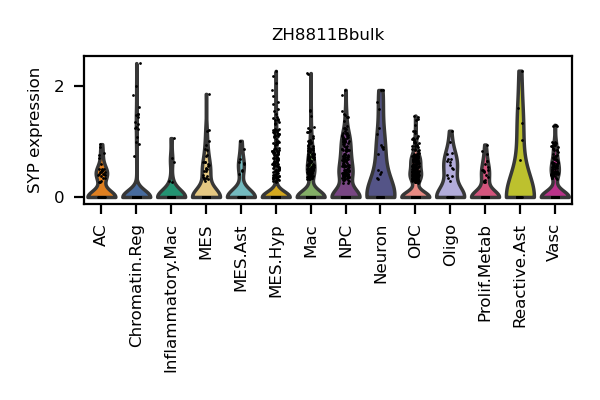 ZH8811Bbulk
SYP expression
2
0
AC
Chromatin.Reg
Inflammatory.Mac
MES
MES.Ast
MES.Hyp
Mac
NPC
Neuron
OPC
Oligo
Prolif.Metab
Reactive.Ast
Vasc